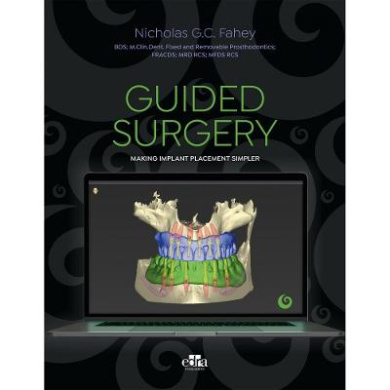 Nicholas G.C. Fahey
BDS; M.Clin.Dent. Fixed and Removable Prosthodontics;
FRACDS; MRD RCS; MFDS RCS
GUIDED
SURGERY
MAKING IMPLANT PLACEMENT SIMPLER
edra